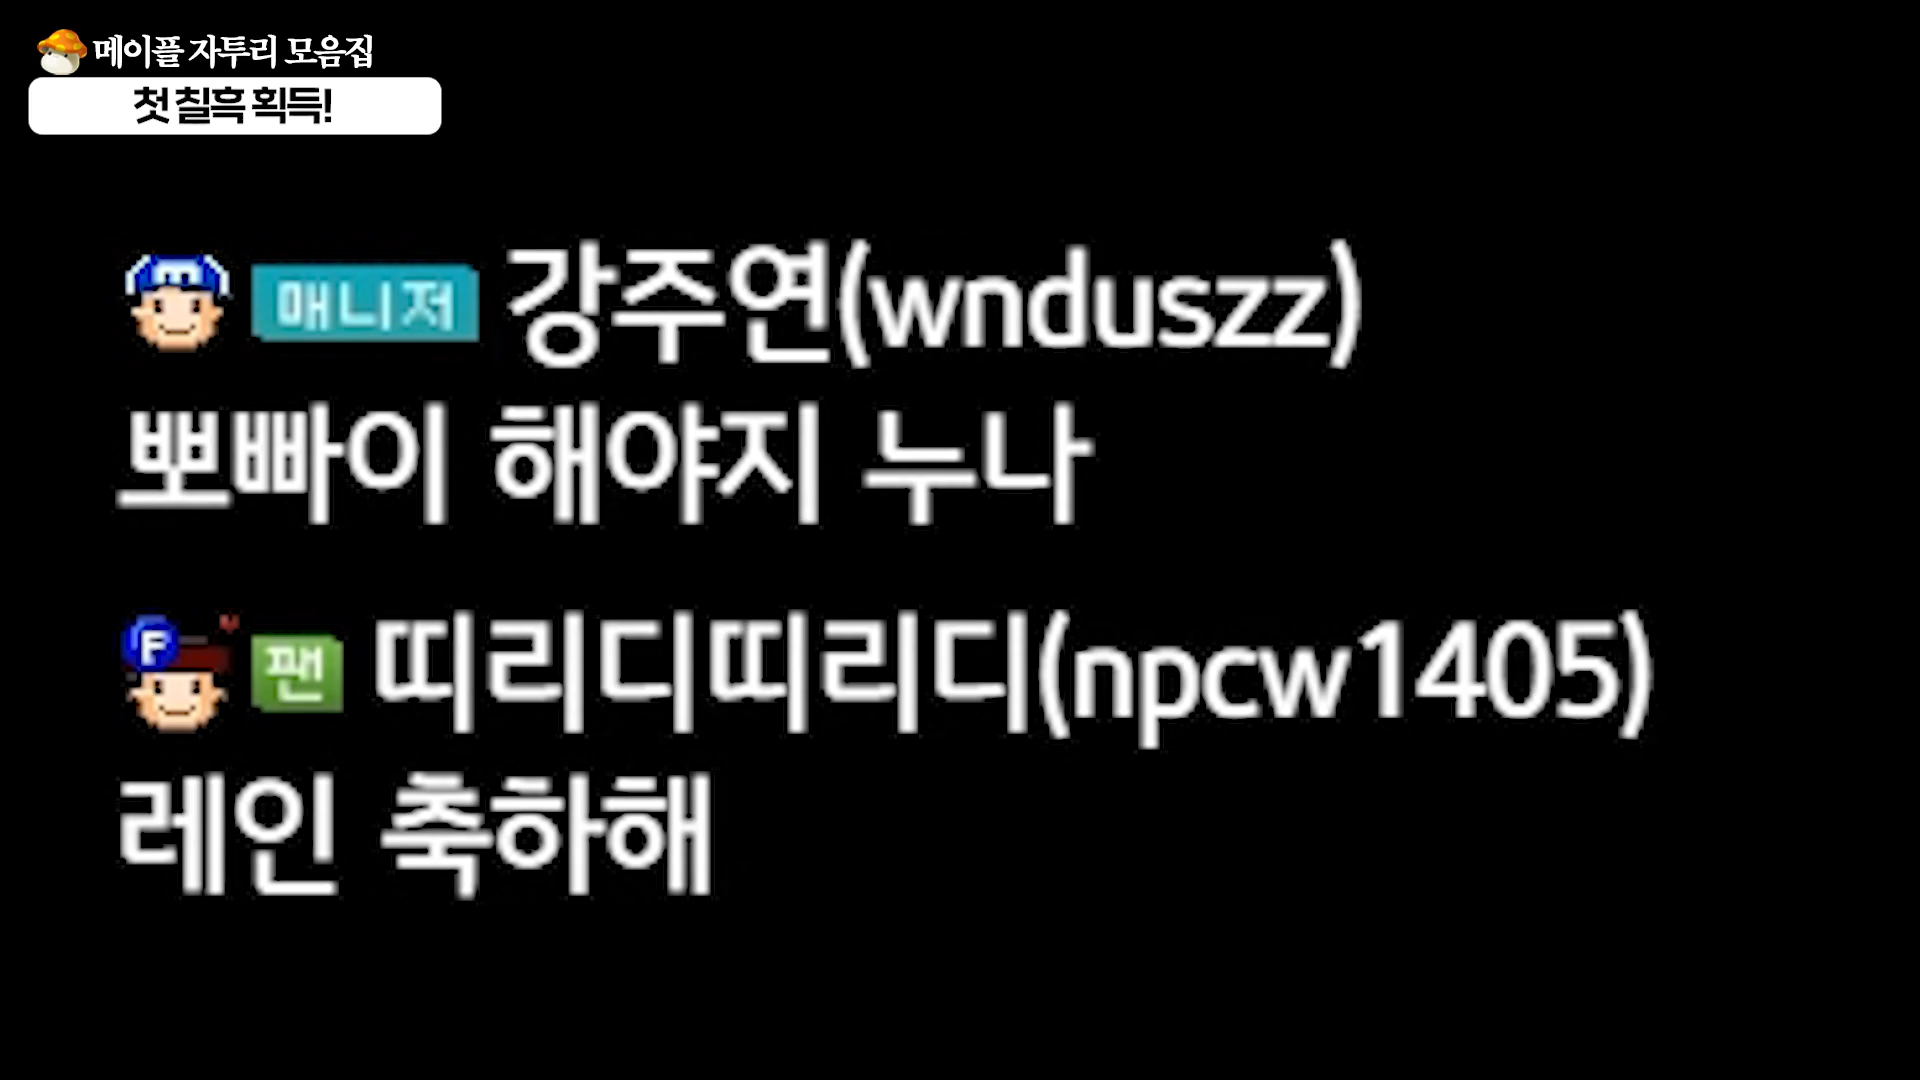 메이플 자투리 모음집
첫 칠흑 획득!
매니저 강주연(wnduszz)
뽀빠이 해야지 누나
F 팬 띠리디띠리디(npcw1405)
레인 축하해